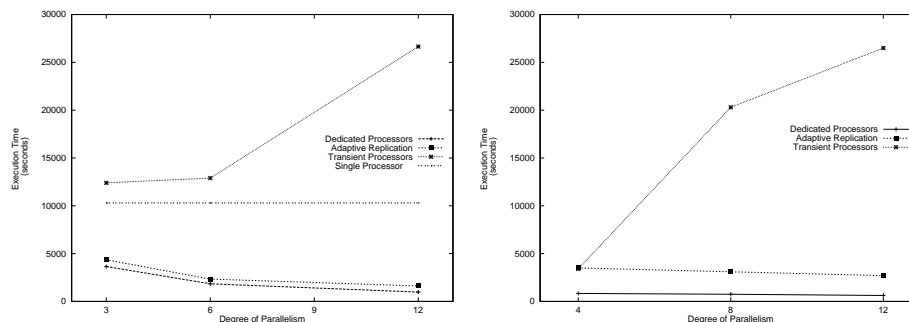 30000
25000
20000
15000
10000
5000
0
Execution Time
(seconds)
Dedicated Processors
Adaptive Replication
Transient Processors
Single Processor
3
6
9
12
Degree of Parallelism
30000
25000
20000
15000
10000
5000
0
Execution Time
(seconds)
Dedicated Processors
Adaptive Replication
Transient Processors
4
8
12
Degree of Parallelism